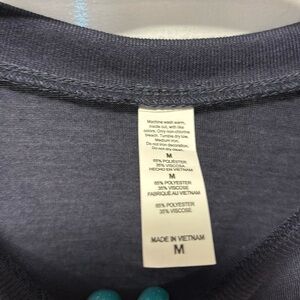 Machine wash warm,
inside out, with like
colors. Only non-chlorine
bleach. Tumble dry low.
Medium iron.
Do not iron decoration.
Do not dry clean.
M
65% POLYESTER
35% VISCOSA
HECHO EN VIETNAM
M
65% POLYESTER
35% VISCOSE
FABRIQUÉ AU VIETNAM
65% POLYESTER
35% VISCOSE
MADE IN VIETNAM
M